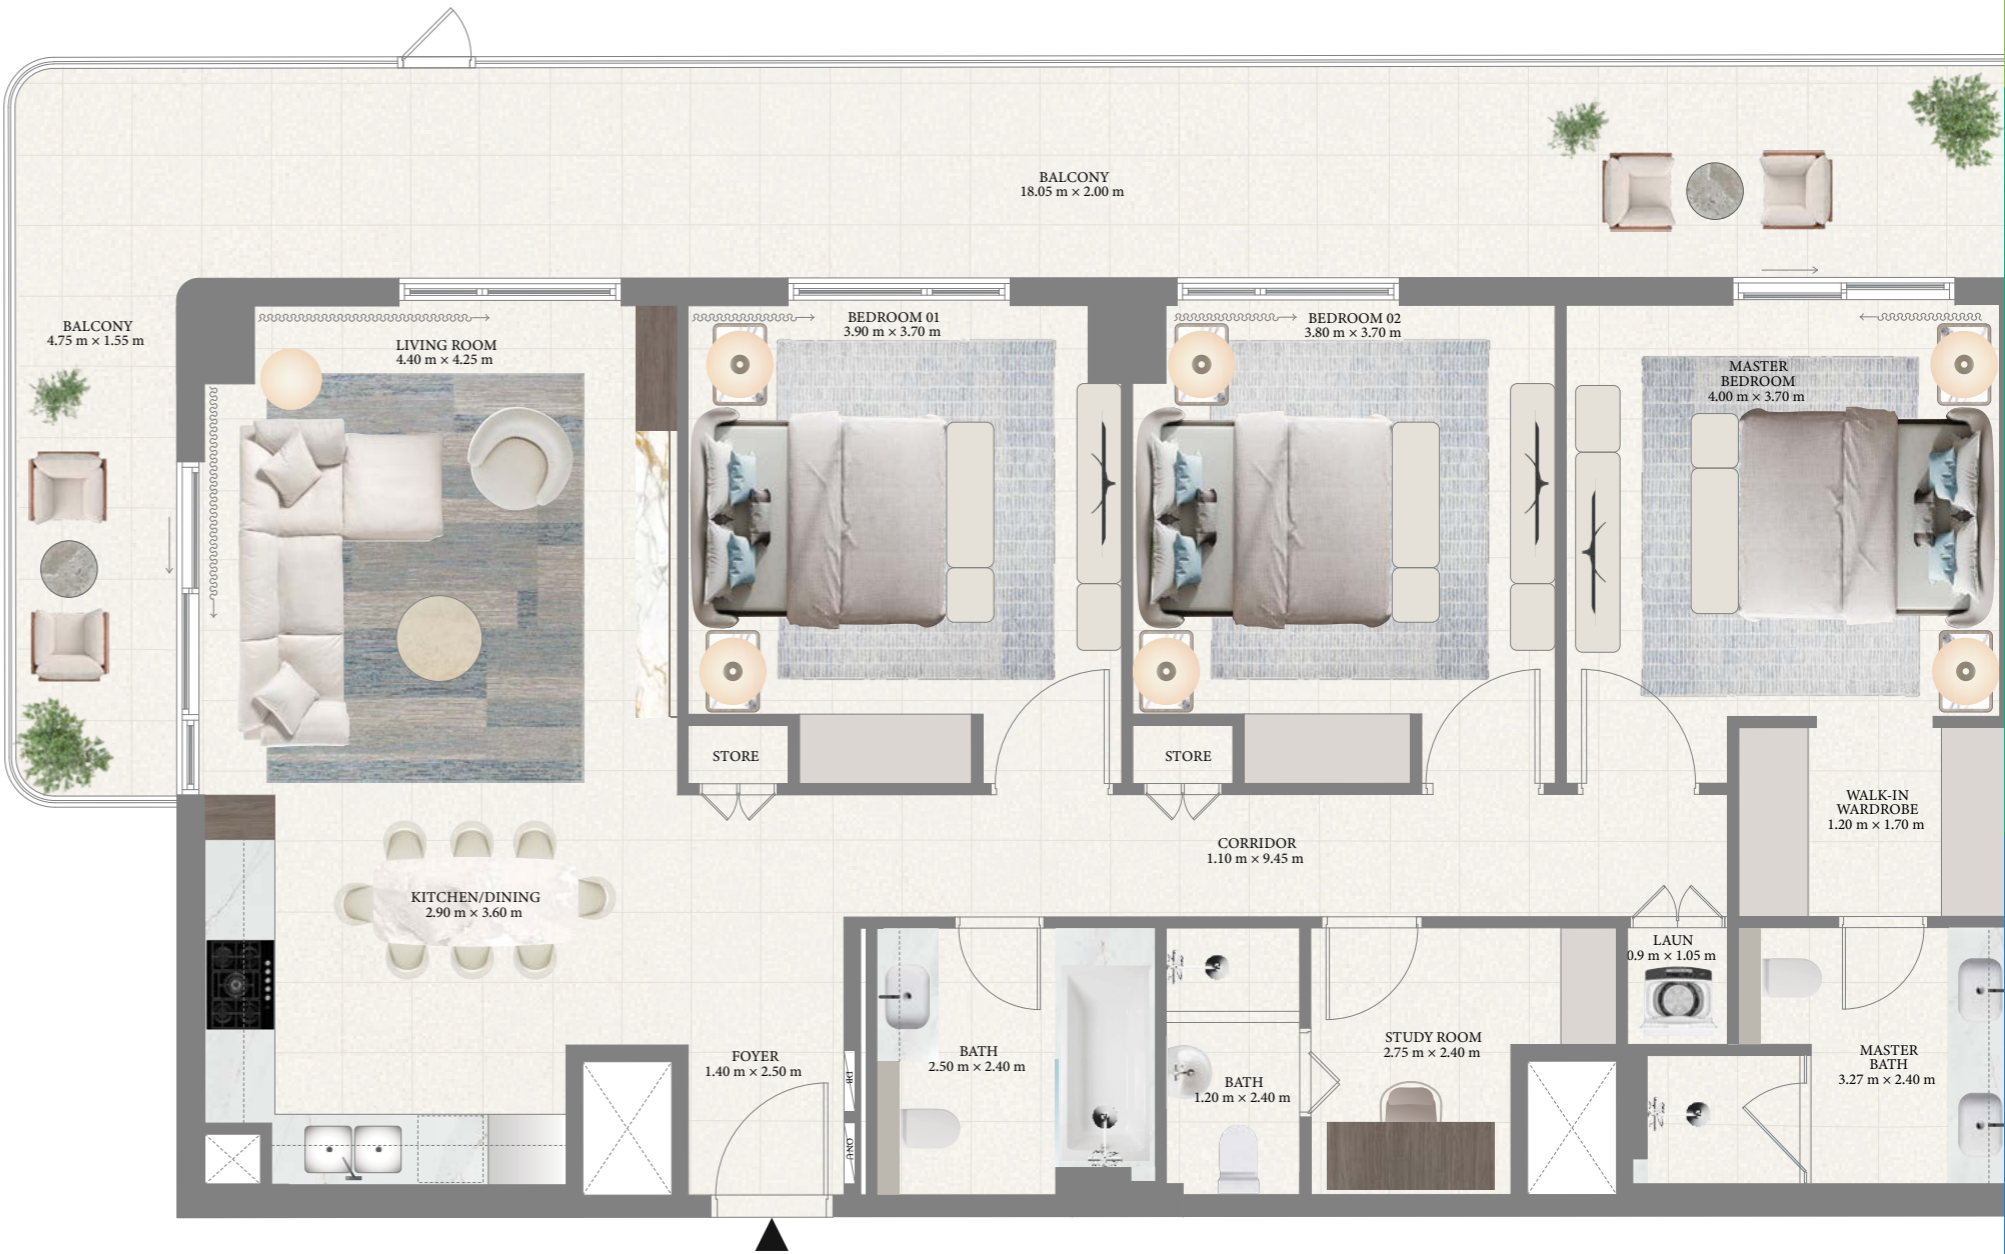 BALCONY
18.05 m × 2.00 m
BALCONY
4.75 m × 1.55 m
LIVING ROOM
4.40 m × 4.25 m
BEDROOM 01
3.90 m × 3.70 m
BEDROOM 02
3.80 m × 3.70 m
MASTER
BEDROOM
4.00 m × 3.70 m
STORE
STORE
WALK-IN
WARDROBE
1.20 m × 1.70 m
CORRIDOR
1.10 m × 9.45 m
KITCHEN/DINING
2.90 m × 3.60 m
LAUN
0.9 m × 1.05 m
FOYER
1.40 m × 2.50 m
DB
ONU
BATH
2.50 m × 2.40 m
BATH
1.20 m × 2.40 m
STUDY ROOM
2.75 m × 2.40 m
MASTER
BATH
3.27 m × 2.40 m